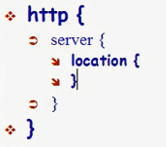 http {
server {
location {
}
}
}